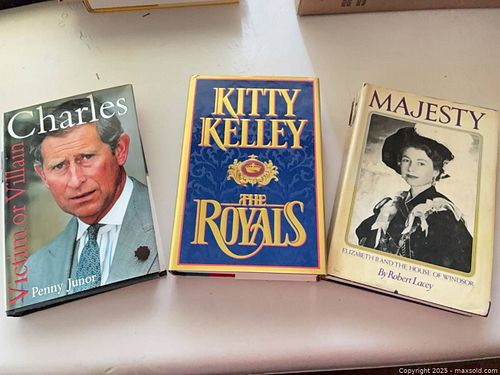 Charles
Victim or Villain
Penny Junor
KITTY
KELLEY
THE
ROYALS
MAJESTY
ELIZABETH II AND THE HOUSE OF WINDSOR
By Robert Lacey
Copyright 2025 - maxsold.com